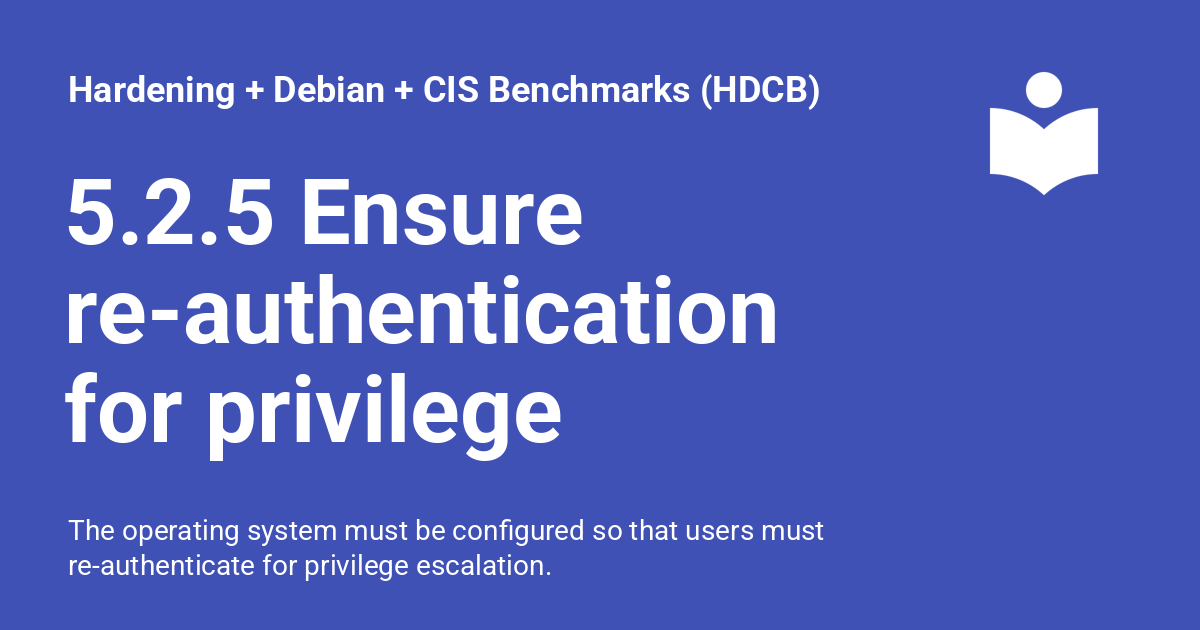 Hardening + Debian + CIS Benchmarks (HDCB)
5.2.5 Ensure
re-authentication
for privilege
The operating system must be configured so that users must
re-authenticate for privilege escalation.